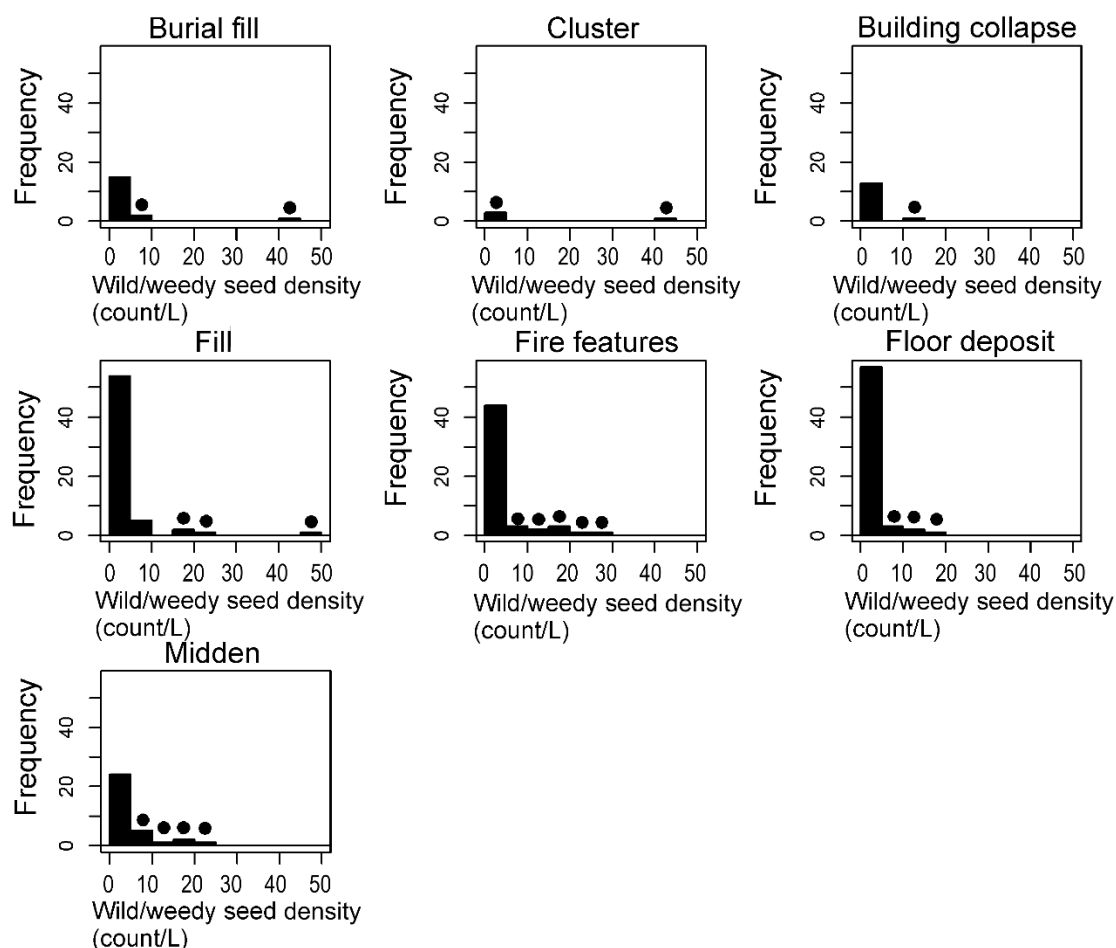 Burial fill
Frequency
0 20 40
0 10 20 30 40 50
Wild/weedy seed density
(count/L)
Cluster
Frequency
0 20 40
0 10 20 30 40 50
Wild/weedy seed density
(count/L)
Building collapse
Frequency
0 20 40
0 10 20 30 40 50
Wild/weedy seed density
(count/L)
Fill
Frequency
0 20 40
0 10 20 30 40 50
Wild/weedy seed density
(count/L)
Fire features
Frequency
0 20 40
0 10 20 30 40 50
Wild/weedy seed density
(count/L)
Floor deposit
Frequency
0 20 40
0 10 20 30 40 50
Wild/weedy seed density
(count/L)
Midden
Frequency
0 20 40
0 10 20 30 40 50
Wild/weedy seed density
(count/L)